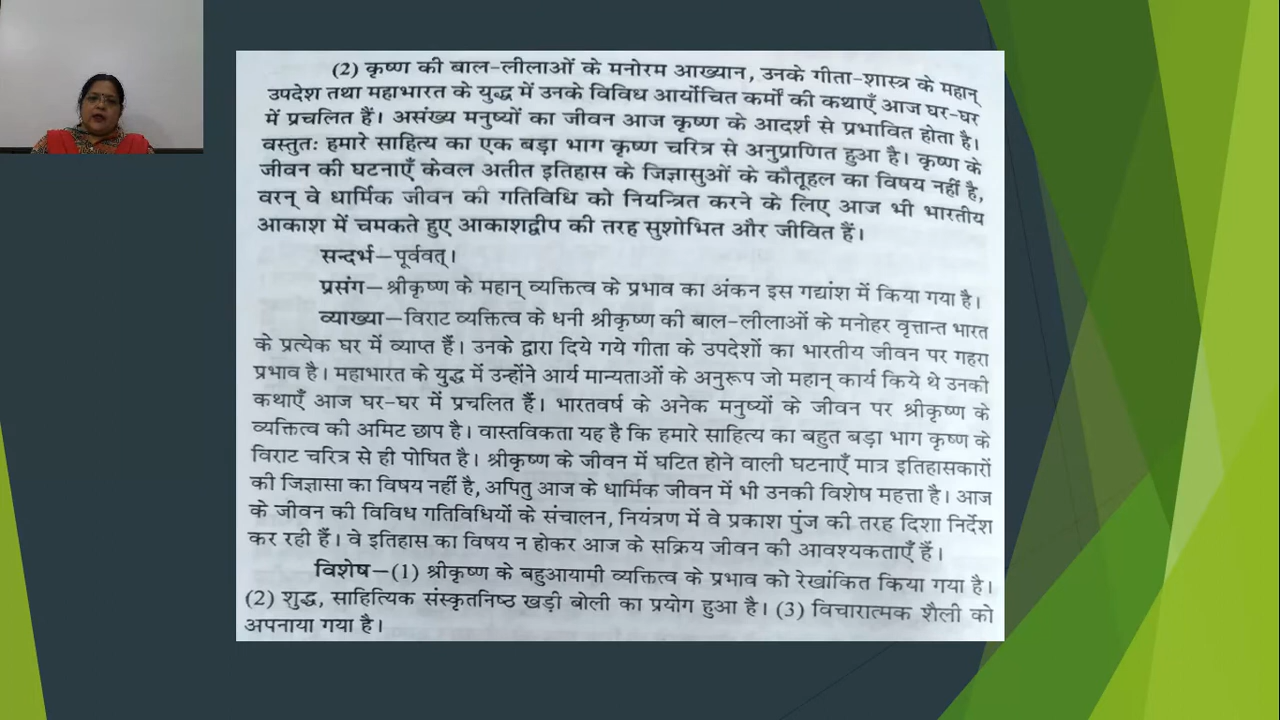 (2) कृष्ण की बाल-लीलाओं के मनोरम आख्यान, उनके गीता-शास्त्र के महान्
उपदेश तथा महाभारत के युद्ध में उनके विविध आर्योचित कर्मों की कथाएँ आज घर-घर
में प्रचलित हैं। असंख्य मनुष्यों का जीवन आज कृष्ण के आदर्श से प्रभावित होता है।
वस्तुतः हमारे साहित्य का एक बड़ा भाग कृष्ण चरित्र से अनुप्राणित हुआ है। कृष्ण के
जीवन की घटनाएँ केवल अतीत इतिहास के जिज्ञासुओं के कौतूहल का विषय नहीं है,
वरन् वे धार्मिक जीवन की गतिविधि को नियन्त्रित करने के लिए आज भी भारतीय
आकाश में चमकते हुए आकाशद्वीप की तरह सुशोभित और जीवित हैं।
सन्दर्भ—पूर्ववत्।
प्रसंग—श्रीकृष्ण के महान् व्यक्तित्व के प्रभाव का अंकन इस गद्यांश में किया गया है।
व्याख्या—विराट व्यक्तित्व के धनी श्रीकृष्ण की बाल-लीलाओं के मनोहर वृत्तान्त भारत
के प्रत्येक घर में व्याप्त हैं। उनके द्वारा दिये गये गीता के उपदेशों का भारतीय जीवन पर गहरा
प्रभाव है। महाभारत के युद्ध में उन्होंने आर्य मान्यताओं के अनुरूप जो महान् कार्य किये थे उनकी
कथाएँ आज घर-घर में प्रचलित हैं। भारतवर्ष के अनेक मनुष्यों के जीवन पर श्रीकृष्ण के
व्यक्तित्व की अमिट छाप है। वास्तविकता यह है कि हमारे साहित्य का बहुत बड़ा भाग कृष्ण के
विराट चरित्र से ही पोषित है। श्रीकृष्ण के जीवन में घटित होने वाली घटनाएँ मात्र इतिहासकारों
की जिज्ञासा का विषय नहीं है, अपितु आज के धार्मिक जीवन में भी उनकी विशेष महत्ता है। आज
के जीवन की विविध गतिविधियों के संचालन, नियंत्रण में वे प्रकाश पुंज की तरह दिशा निर्देश
कर रही हैं। वे इतिहास का विषय न होकर आज के सक्रिय जीवन की आवश्यकताएँ हैं।
विशेष—(1) श्रीकृष्ण के बहुआयामी व्यक्तित्व के प्रभाव को रेखांकित किया गया है।
(2) शुद्ध, साहित्यिक संस्कृतनिष्ठ खड़ी बोली का प्रयोग हुआ है। (3) विचारात्मक शैली को
अपनाया गया है।